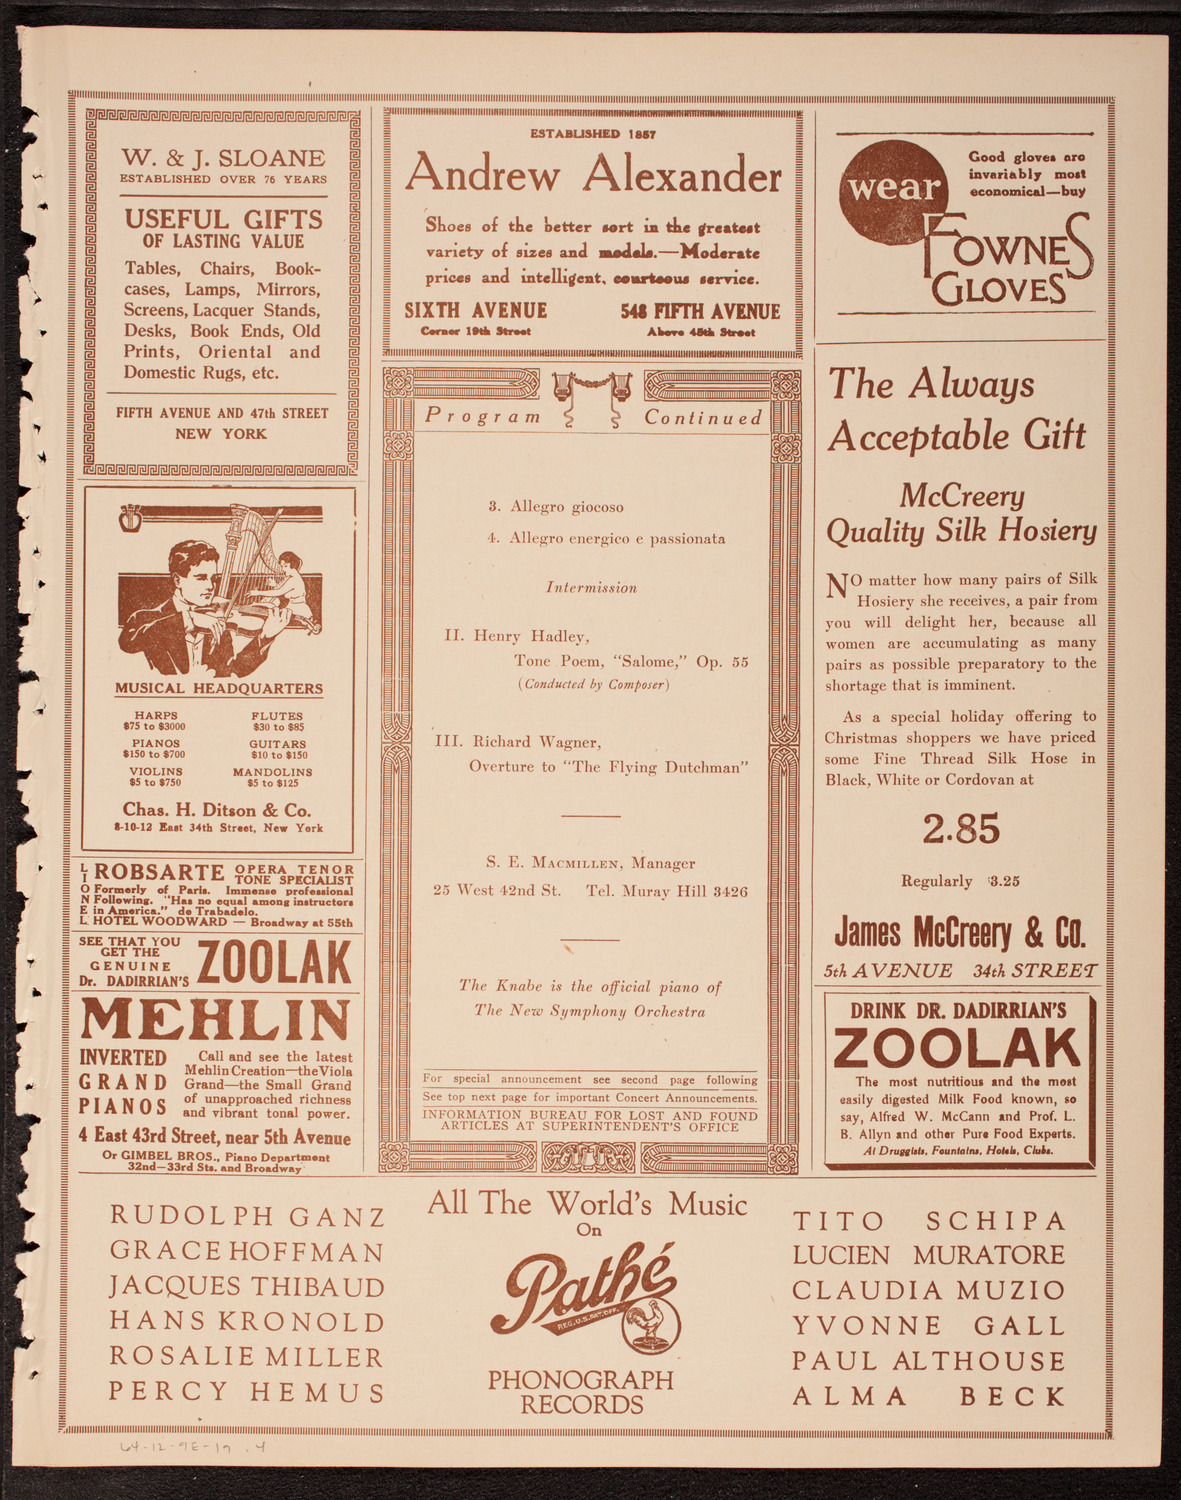 W. & J. SLOANE
ESTABLISHED OVER 76 YEARS
USEFUL GIFTS
OF LASTING VALUE
Tables, Chairs, Book-
cases, Lamps, Mirrors,
Screens, Lacquer Stands,
Desks, Book Ends, Old
Prints, Oriental and
Domestic Rugs, etc.
FIFTH AVENUE AND 47th STREET
NEW YORK
MUSICAL HEADQUARTERS
HARPS
$75 to $3000
FLUTES
$30 to $85
PIANOS
$150 to $700
GUITARS
$10 to $150
VIOLINS
$5 to $750
MANDOLINS
$5 to $125
Chas. H. Ditson & Co.
8-10-12 East 34th Street, New York
LIONEL ROBSARTE OPERA TENOR
TONE SPECIALIST
Formerly of Paris. Immense professional
Following. "Has no equal among instructors
in America." de Trabadelo.
HOTEL WOODWARD — Broadway at 55th
SEE THAT YOU
GET THE
GENUINE
Dr. DADIRRIAN'S
ZOOLAK
MEHLIN
INVERTED
GRAND
PIANOS
Call and see the latest
Mehlin Creation—the Viola
Grand—the Small Grand
of unapproached richness
and vibrant tonal power.
4 East 43rd Street, near 5th Avenue
Or GIMBEL BROS., Piano Department
32nd—33rd Sts. and Broadway
ESTABLISHED 1857
Andrew Alexander
Shoes of the better sort in the greatest
variety of sizes and models.—Moderate
prices and intelligent, courteous service.
SIXTH AVENUE
Corner 19th Street
548 FIFTH AVENUE
Above 45th Street
Program Continued
3. Allegro giocoso
4. Allegro energico e passionata
Intermission
II. Henry Hadley,
Tone Poem, "Salome," Op. 55
(Conducted by Composer)
III. Richard Wagner,
Overture to "The Flying Dutchman"
S. E. MACMILLEN, Manager
25 West 42nd St. Tel. Muray Hill 3426
The Knabe is the official piano of
The New Symphony Orchestra
For special announcement see second page following
See top next page for important Concert Announcements.
INFORMATION BUREAU FOR LOST AND FOUND
ARTICLES AT SUPERINTENDENT'S OFFICE
wear
Good gloves are
invariably most
economical—buy
FOWNES
GLOVES
The Always
Acceptable Gift
McCreery
Quality Silk Hosiery
NO matter how many pairs of Silk
Hosiery she receives, a pair from
you will delight her, because all
women are accumulating as many
pairs as possible preparatory to the
shortage that is imminent.
As a special holiday offering to
Christmas shoppers we have priced
some Fine Thread Silk Hose in
Black, White or Cordovan at
2.85
Regularly 3.25
James McCreery & Co.
5th AVENUE 34th STREET
DRINK DR. DADIRRIAN'S
ZOOLAK
The most nutritious and the most
easily digested Milk Food known, so
say, Alfred W. McCann and Prof. L.
B. Allyn and other Pure Food Experts.
At Druggists, Fountains, Hotels, Clubs.
RUDOLPH GANZ
GRACE HOFFMAN
JACQUES THIBAUD
HANS KRONOLD
ROSALIE MILLER
PERCY HEMUS
All The World's Music
On
Pathé
REG. U.S. PAT. OFF.
PHONOGRAPH
RECORDS
TITO SCHIPA
LUCIEN MURATORE
CLAUDIA MUZIO
YVONNE GALL
PAUL ALTHOUSE
ALMA BECK
64-12-9E-19 .4